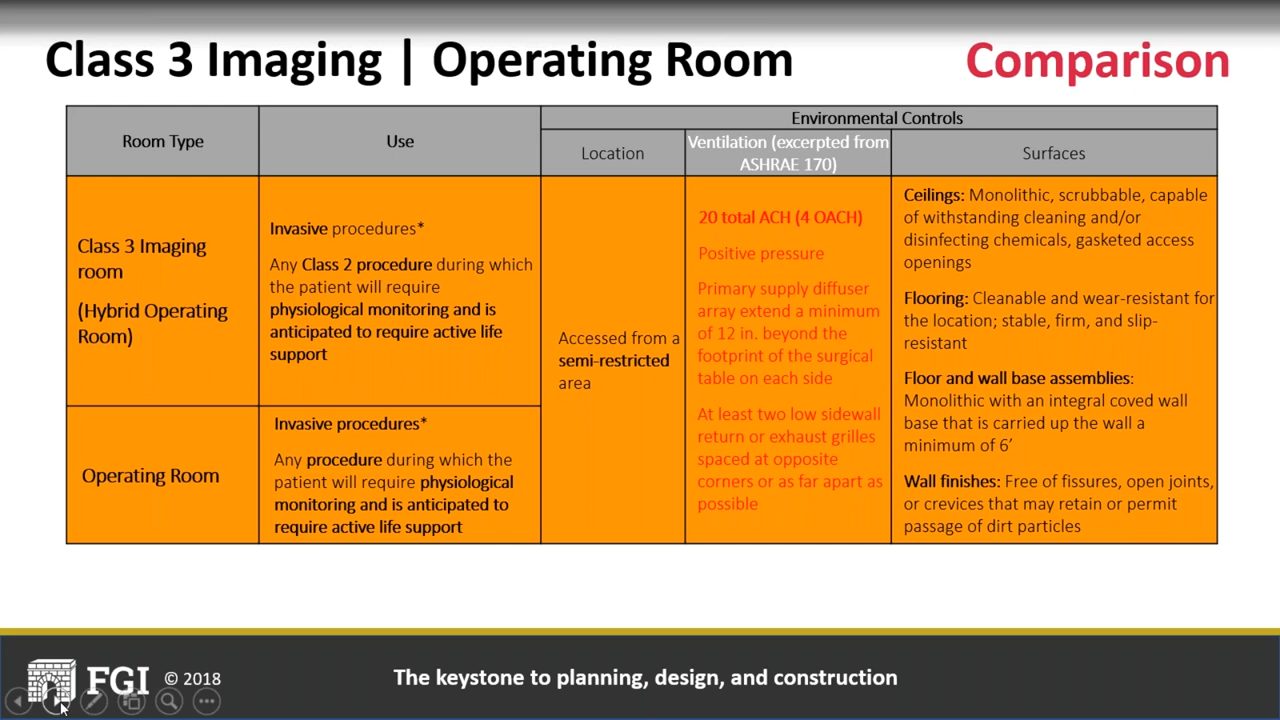 Class 3 Imaging | Operating Room
Comparison
Room Type
Use
Environmental Controls
Location
Ventilation (excerpted from
ASHRAE 170)
Surfaces
Class 3 Imaging
room
(Hybrid Operating
Room)
Invasive procedures*
Any Class 2 procedure during which
the patient will require
physiological monitoring and is
anticipated to require active life
support
Operating Room
Invasive procedures*
Any procedure during which the
patient will require physiological
monitoring and is anticipated to
require active life support
Accessed from a
semi-restricted
area
20 total ACH (4 OACH)
Positive pressure
Primary supply diffuser
array extend a minimum
of 12 in. beyond the
footprint of the surgical
table on each side
At least two low sidewall
return or exhaust grilles
spaced at opposite
corners or as far apart as
possible
Ceilings: Monolithic, scrubbable, capable
of withstanding cleaning and/or
disinfecting chemicals, gasketed access
openings
Flooring: Cleanable and wear-resistant for
the location; stable, firm, and slip-
resistant
Floor and wall base assemblies:
Monolithic with an integral coved wall
base that is carried up the wall a
minimum of 6′
Wall finishes: Free of fissures, open joints,
or crevices that may retain or permit
passage of dirt particles
FGI © 2018
The keystone to planning, design, and construction